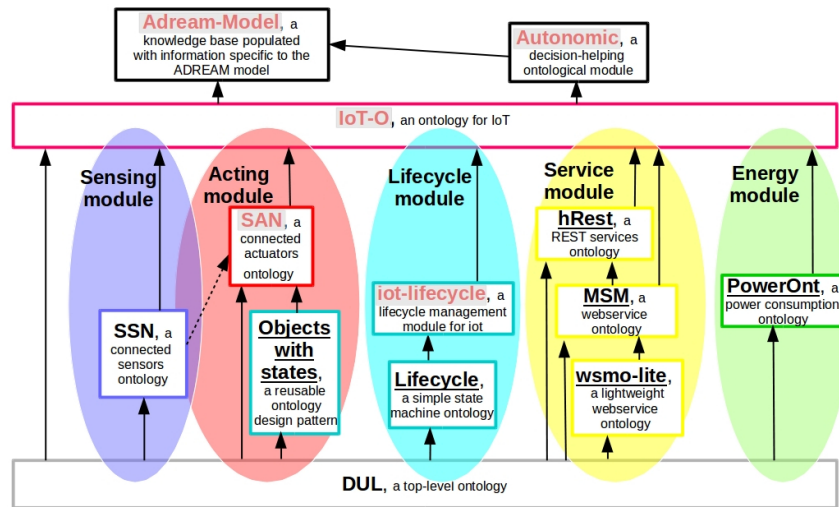 Adream-Model, a
knowledge base populated
with information specific to the
ADREAM model
Autonomic, a
decision-helping
ontological module
IoT-O, an ontology for IoT
Sensing
module
Acting
module
Lifecycle
module
Service
module
Energy
module
SAN, a
connected
actuators
ontology
hRest, a
REST services
ontology
iot-lifecycle, a
lifecycle management
module for iot
MSM, a
webservice
ontology
PowerOnt, a
power consumption
ontology
SSN, a
connected
sensors
ontology
Objects
with
states,
a reusable
ontology
design pattern
Lifecycle,
a simple state
machine ontology
wsmo-lite,
a lightweight
webservice
ontology
DUL, a top-level ontology